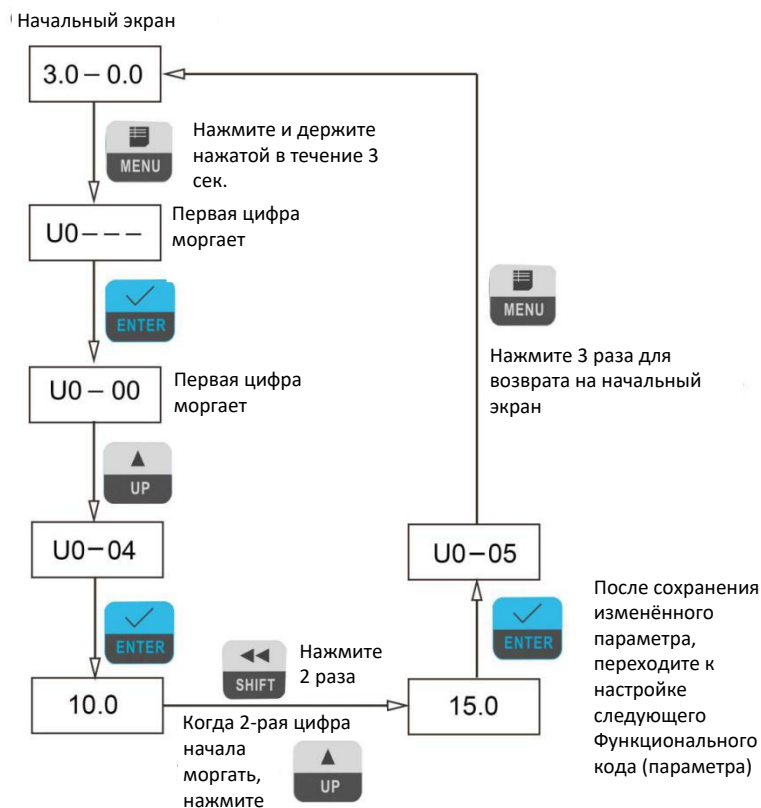 Начальный экран
3.0 – 0.0
MENU
Нажмите и держите
нажатой в течение 3
сек.
U0– – –
Первая цифра
моргает
ENTER
U0 – 00
Первая цифра
моргает
UP
U0–04
ENTER
10.0
SHIFT
Нажмите
2 раза
Когда 2-рая цифра
начала
моргать,
нажмите
UP
15.0
ENTER
После сохранения
изменённого
параметра,
переходите к
настройке
следующего
Функционального
кода (параметра)
U0–05
MENU
Нажмите 3 раза для
возврата на начальный
экран